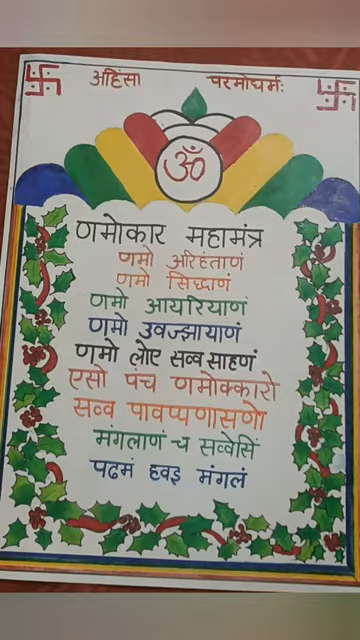 अहिंसा परमोधर्मः
ॐ
णमोकार महामंत्र
णमो अरिहंताणं
णमो सिद्धाणं
णमो आयरियाणं
णमो उवज्झायाणं
णमो लोए सव्व साहणं
एसो पंच णमोक्कारो
सव्व पावप्पणासणो
मंगलाणं च सव्वेसिं
पढमं हवइ मंगलं